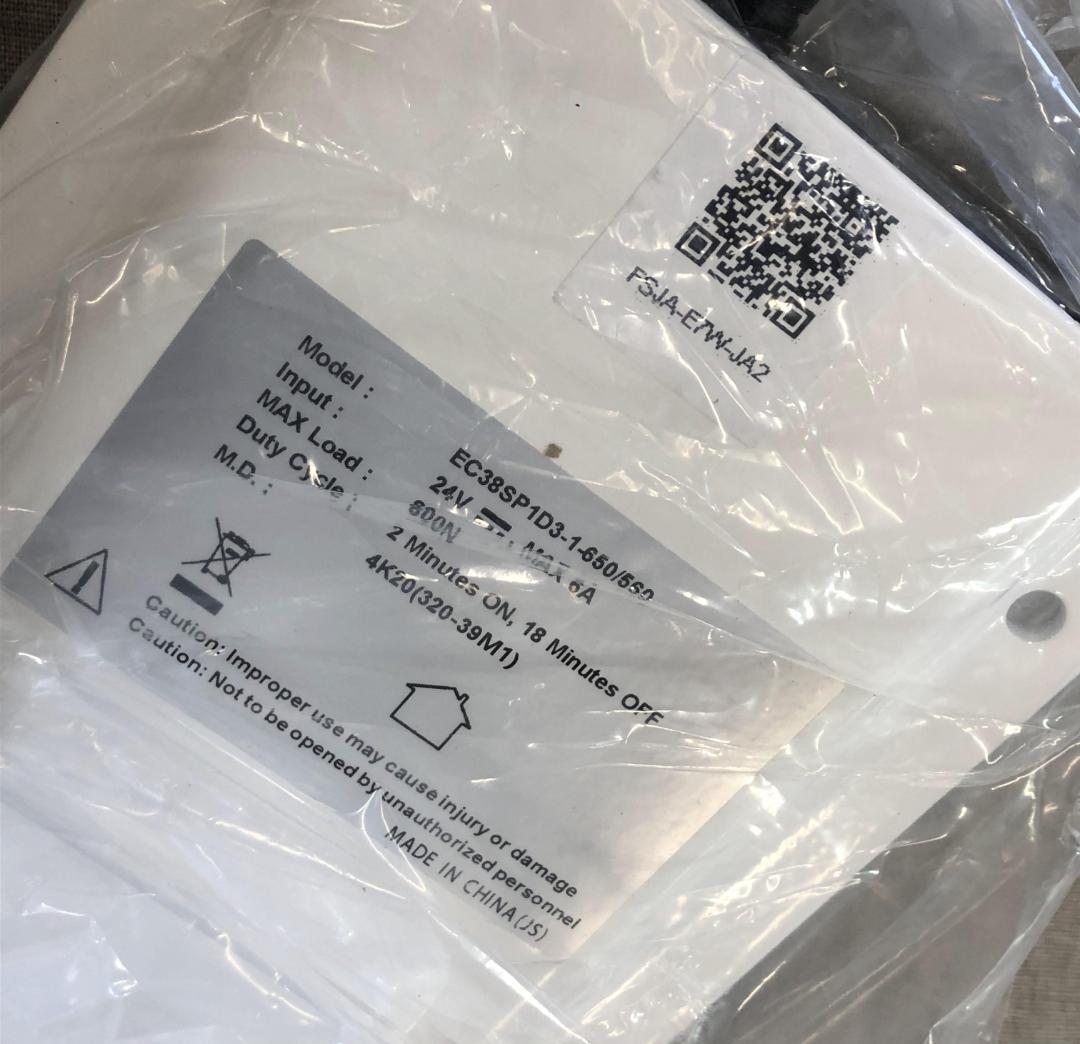 PSJA-E7W-JA2
Model : EC38SP1D3-1-650/560
Input : 24V MAX 6A
MAX Load : 800N
Duty Cycle : 2 Minutes ON, 18 Minutes OFF
M.D. : 4K20(320-39M1)
Caution: Improper use may cause injury or damage
Caution: Not to be opened by unauthorized personnel
MADE IN CHINA(JS)